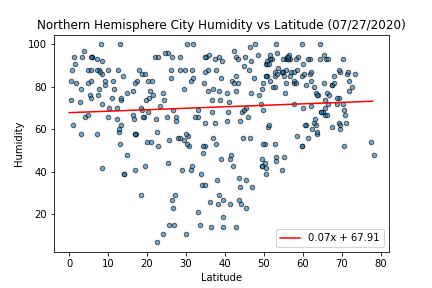 Northern Hemisphere City Humidity vs Latitude (07/27/2020)
100
80
60
40
20
Humidity
0.07x + 67.91
0 10 20 30 40 50 60 70 80
Latitude